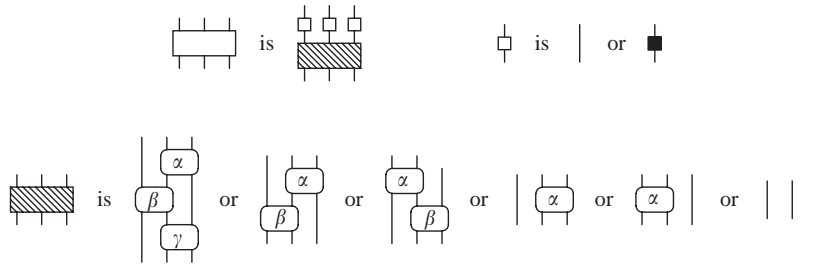 is is or
α α α
is β or β or β or α or α or
γ